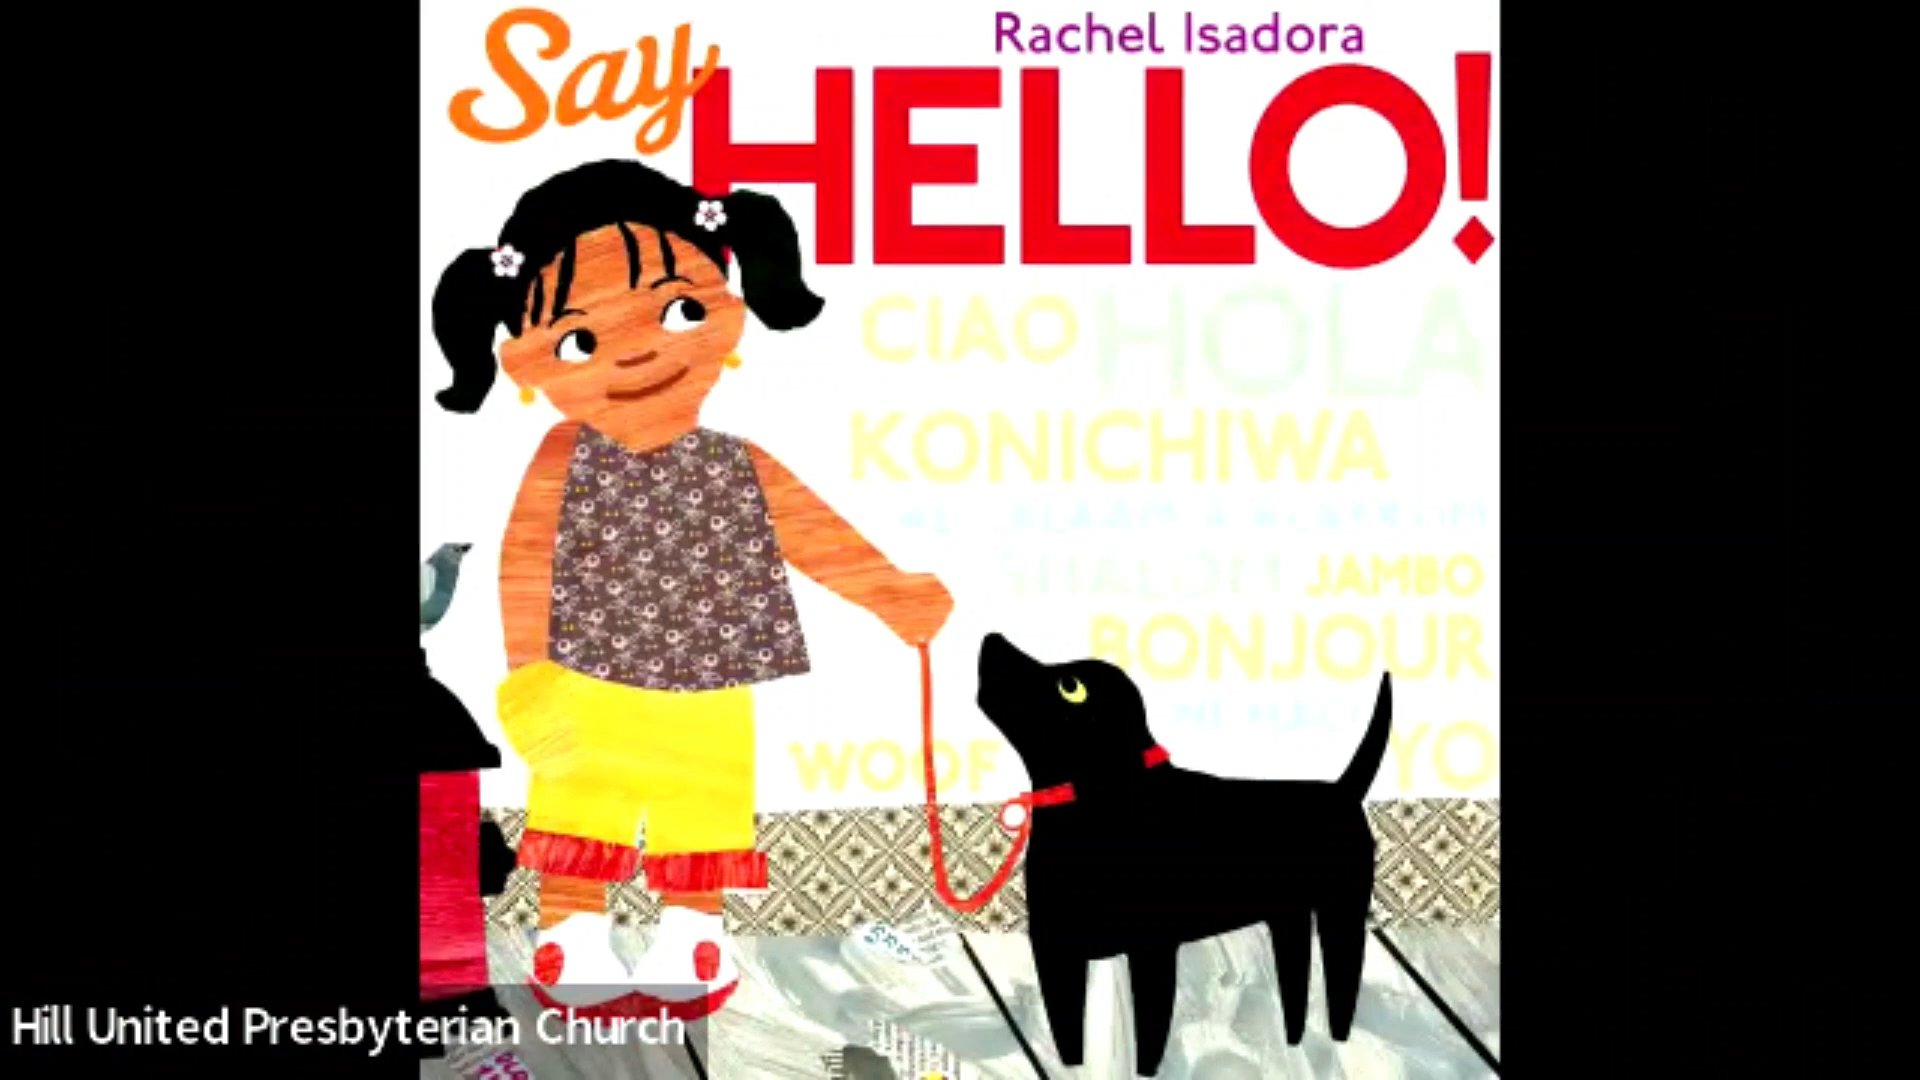 Say
Rachel Isadora
HELLO!
CIAO HOLA
KONICHIWA
JAMBO
BONJOUR
YO
WOOF
Hill United Presbyterian Church